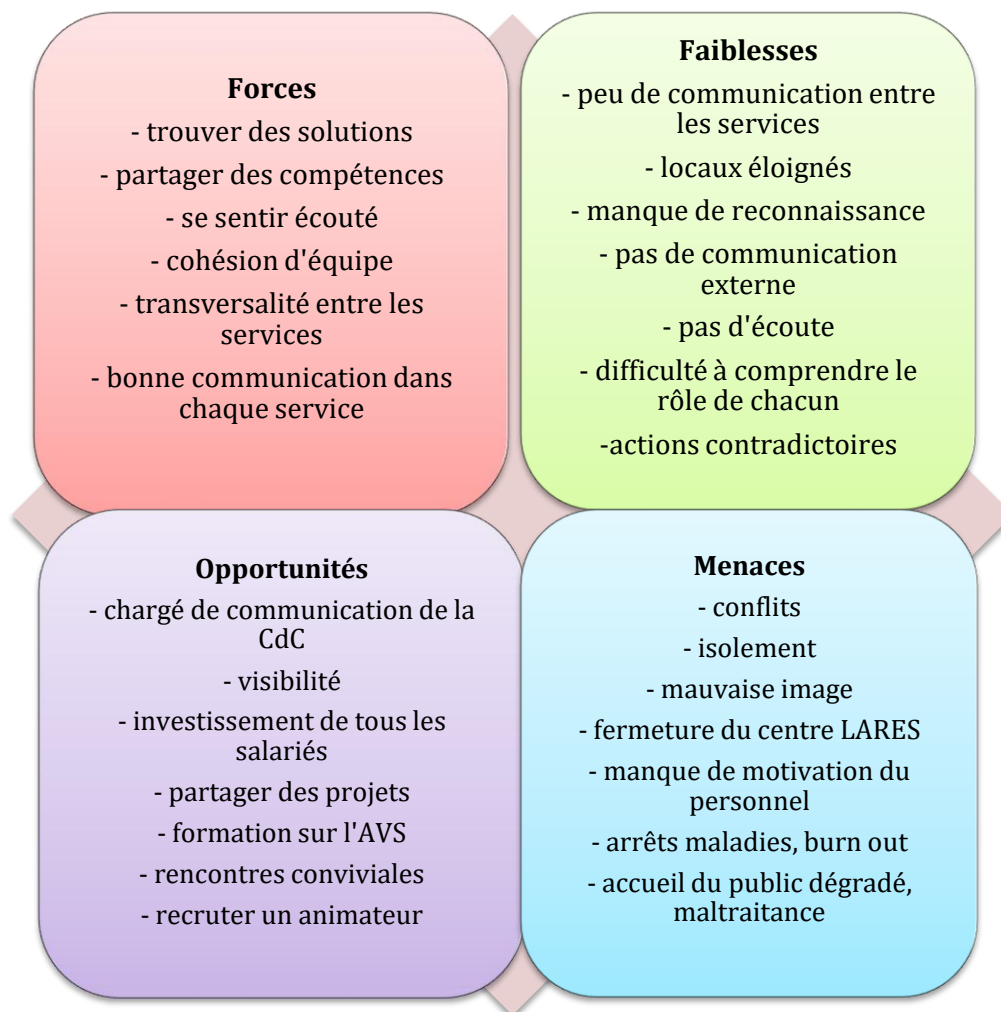 Forces
- trouver des solutions
- partager des compétences
- se sentir écouté
- cohésion d'équipe
- transversalité entre les
services
- bonne communication dans
chaque service
Faiblesses
- peu de communication entre
les services
- locaux éloignés
- manque de reconnaissance
- pas de communication
externe
- pas d'écoute
- difficulté à comprendre le
rôle de chacun
-actions contradictoires
Opportunités
- chargé de communication de la
CdC
- visibilité
- investissement de tous les
salariés
- partager des projets
- formation sur l'AVS
- rencontres conviviales
- recruter un animateur
Menaces
- conflits
- isolement
- mauvaise image
- fermeture du centre LARES
- manque de motivation du
personnel
- arrêts maladies, burn out
- accueil du public dégradé,
maltraitance